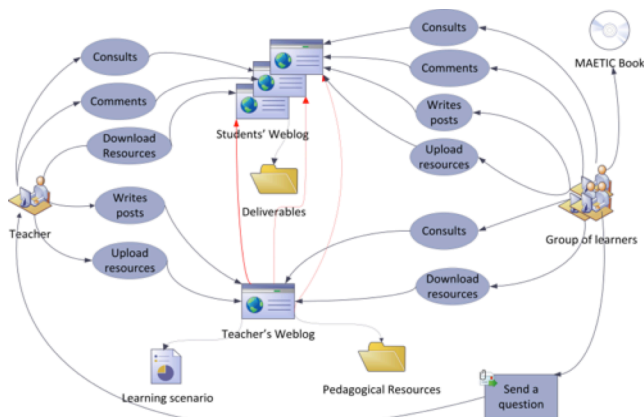 Consults
Comments
Download
Resources
Writes
posts
Upload
resources
Teacher
Students' Weblog
Deliverables
Teacher's Weblog
Learning scenario
Pedagogical Resources
Consults
Comments
Writes
posts
Upload
resources
Consults
Download
resources
MAETIC Book
Group of learners
Send a
question